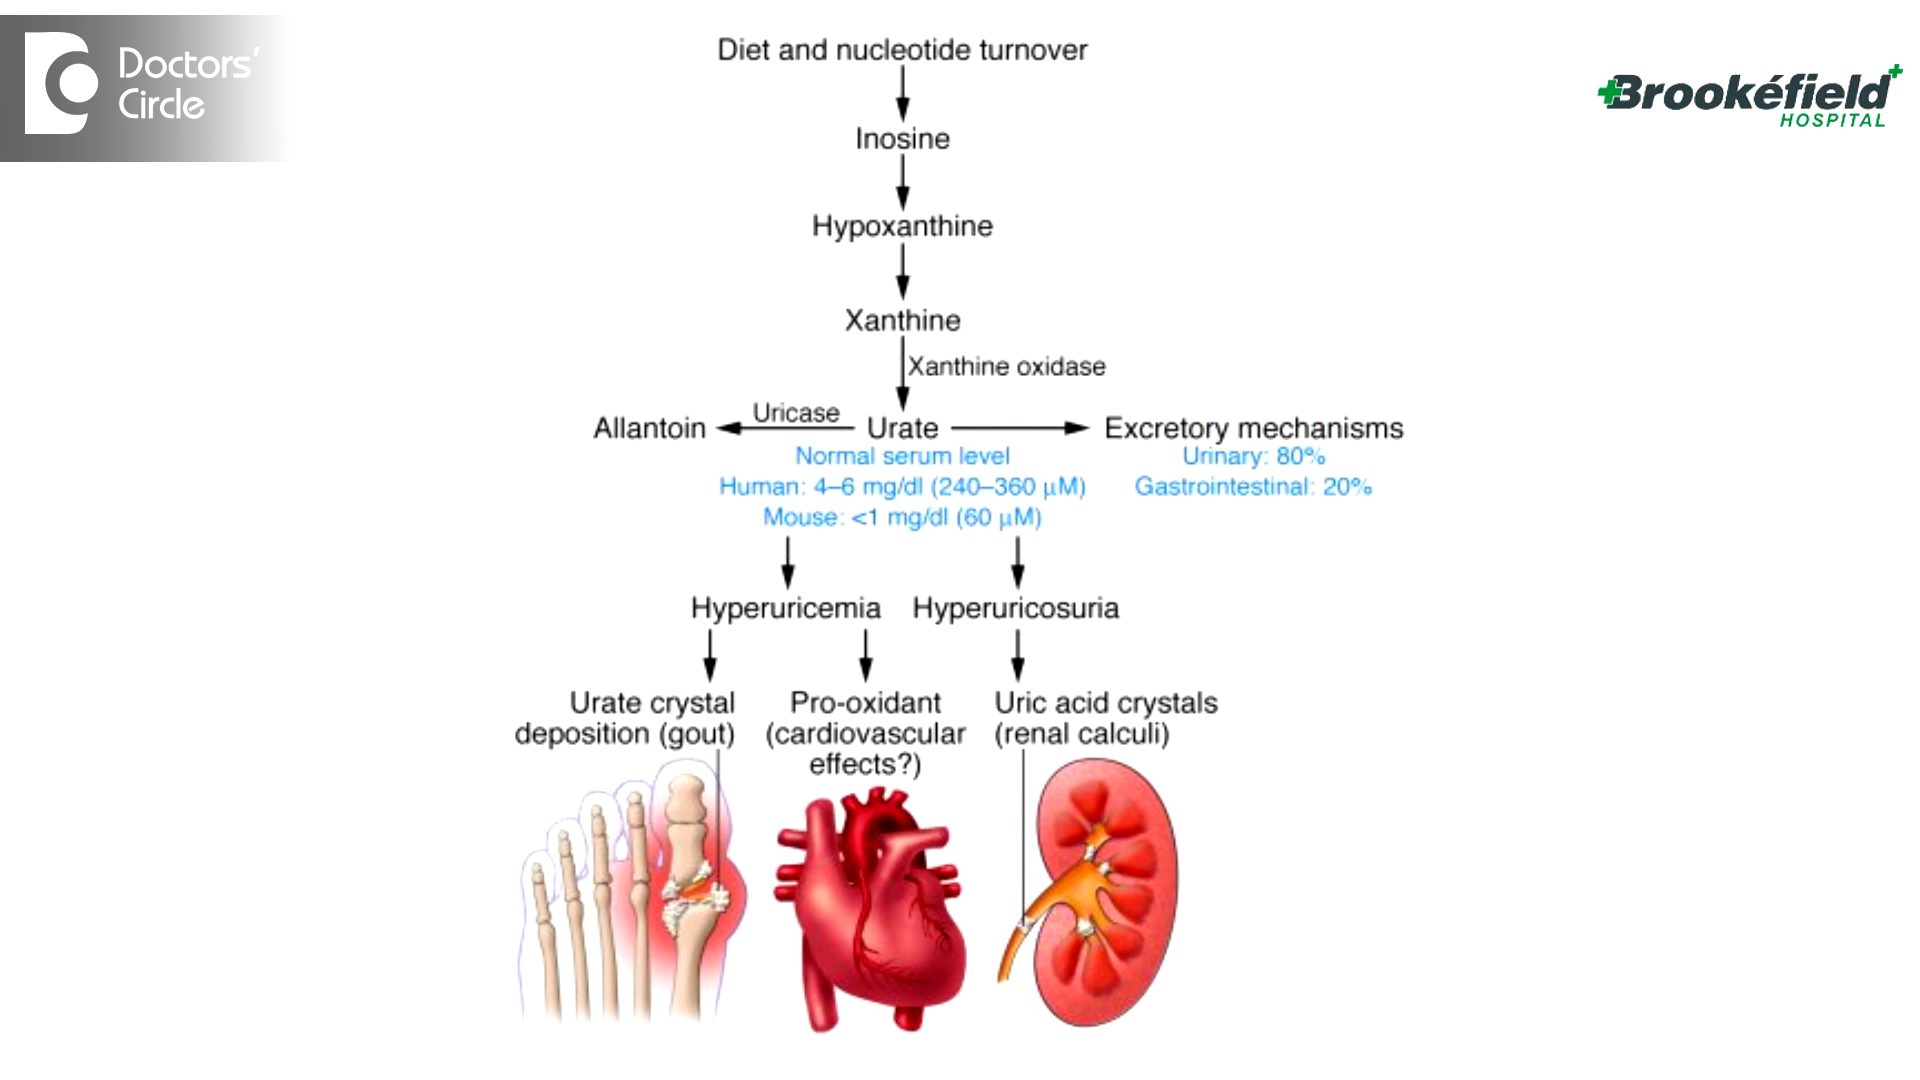 Doctors'
Circle
Brookéfield
HOSPITAL
Diet and nucleotide turnover
Inosine
Hypoxanthine
Xanthine
Xanthine oxidase
Allantoin
Uricase
Urate
Excretory mechanisms
Normal serum level
Human: 4–6 mg/dl (240–360 μM)
Mouse: <1 mg/dl (60 μM)
Urinary: 80%
Gastrointestinal: 20%
Hyperuricemia
Hyperuricosuria
Urate crystal
deposition (gout)
Pro-oxidant
(cardiovascular
effects?)
Uric acid crystals
(renal calculi)